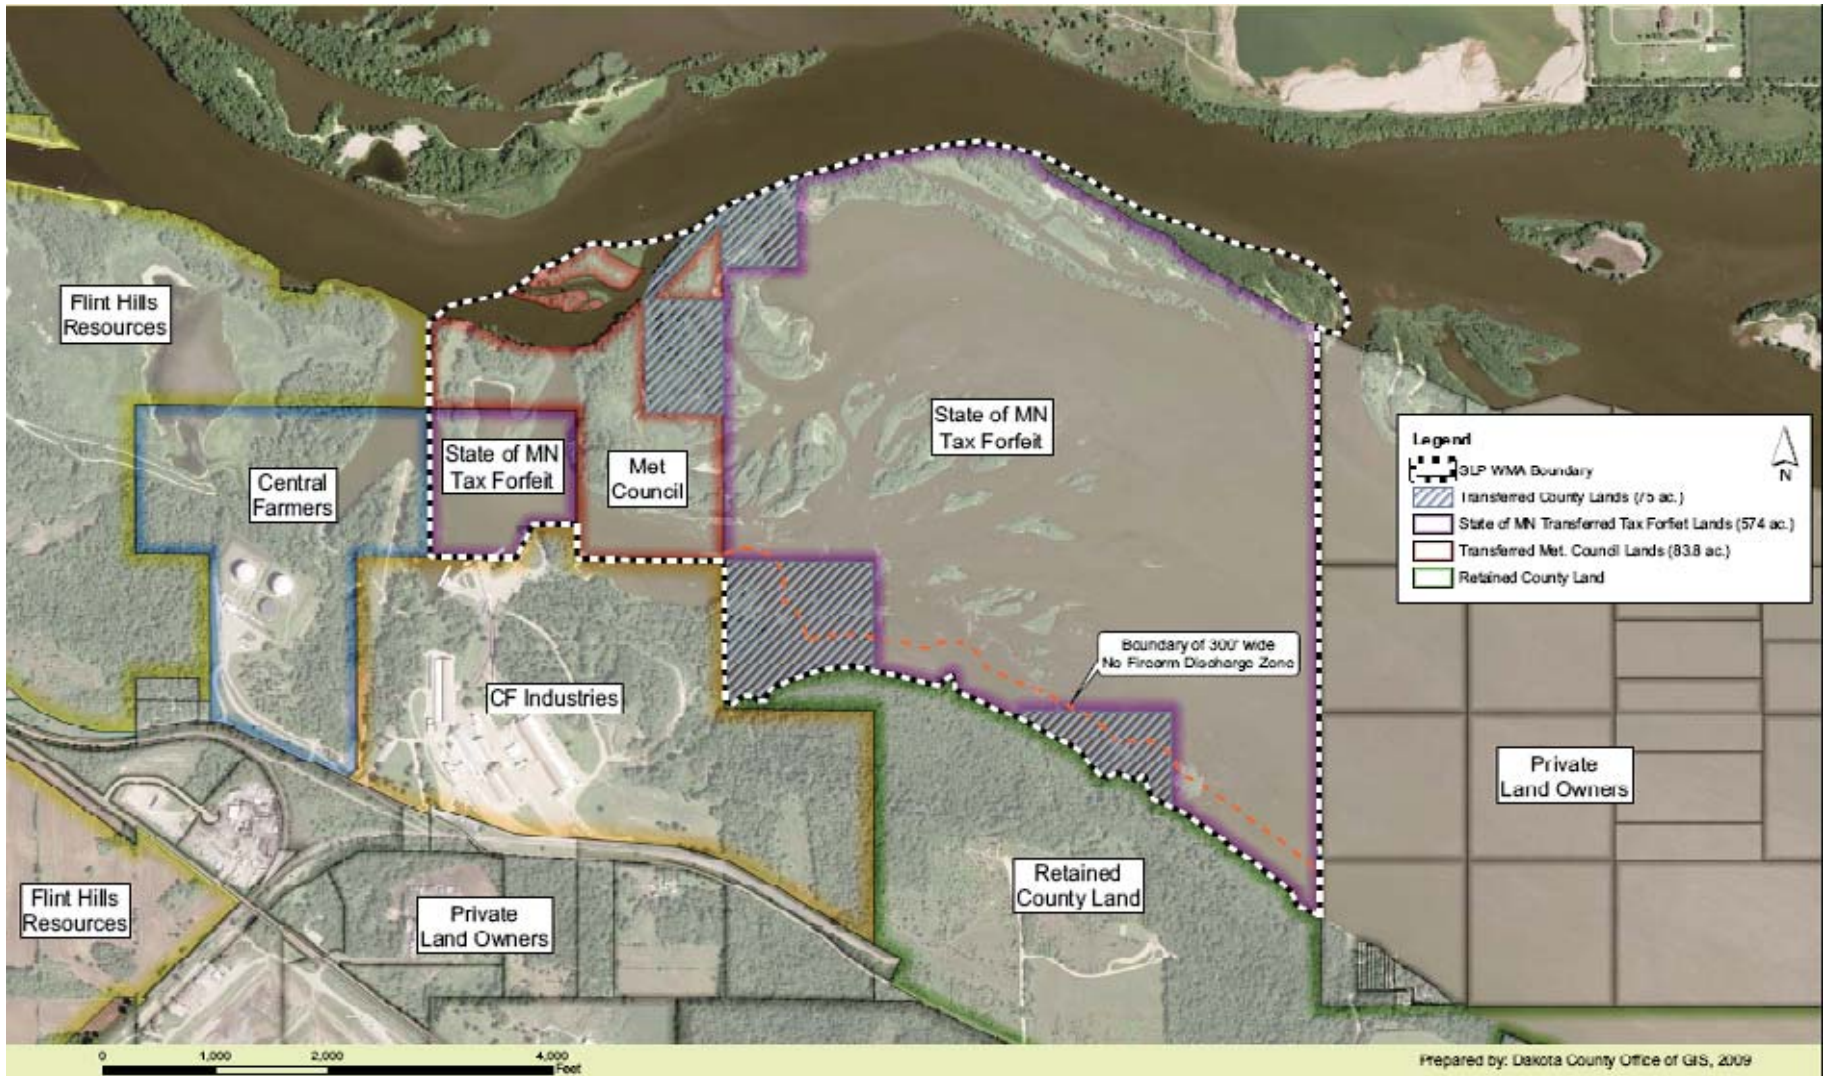 Flint Hills
Resources
Central
Farmers
State of MN
Tax Forfeit
Met
Council
State of MN
Tax Forfeit
Legend
N
GLP WMA Boundary
Transferred County Lands (75 ac.)
State of MN Transferred Tax Forfiet Lands (574 ac.)
Transferred Met. Council Lands (83.8 ac.)
Retained County Land
Boundary of 300' wide
No Firearm Discharge Zone
CF Industries
Private
Land Owners
Retained
County Land
Flint Hills
Resources
Private
Land Owners
0 1,000 2,000 4,000
Feet
Prepared by: Dakota County Office of GIS, 2009